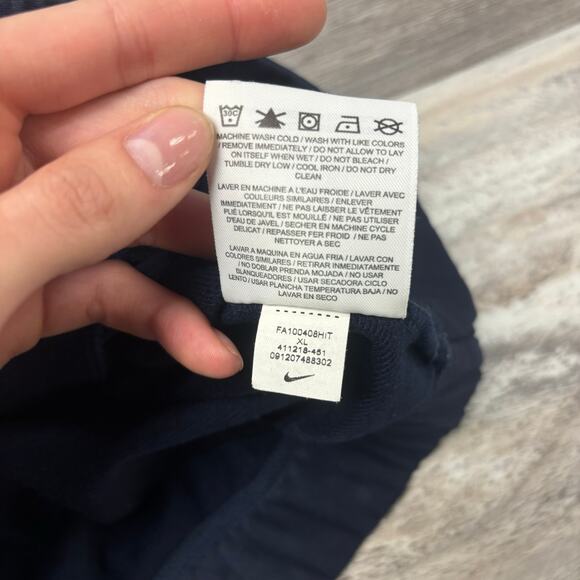 30C
MACHINE WASH COLD / WASH WITH LIKE COLORS
/ REMOVE IMMEDIATELY / DO NOT ALLOW TO LAY
ON ITSELF WHEN WET / DO NOT BLEACH /
TUMBLE DRY LOW / COOL IRON / DO NOT DRY
CLEAN
LAVER EN MACHINE A L'EAU FROIDE / LAVER AVEC
COULEURS SIMILAIRES / ENLEVER
IMMEDIATEMENT / NE PAS LAISSER LE VÊTEMENT
PLIÉ LORSQU'IL EST MOUILLÉ / NE PAS UTILISER
D'EAU DE JAVEL / SECHER EN MACHINE CYCLE
DELICAT / REPASSER FER FROID / NE PAS
NETTOYER A SEC
LAVAR A MAQUINA EN AGUA FRIA / LAVAR CON
COLORES SIMILARES / RETIRAR INMEDIATAMENTE
/ NO DOBLAR PRENDA MOJADA / NO USAR
BLANQUEADORES / USAR SECADORA CICLO
LENTO / USAR PLANCHA TEMPERATURA BAJA / NO
LAVAR EN SECO
FA100408HIT
XL
411218-451
091207488302